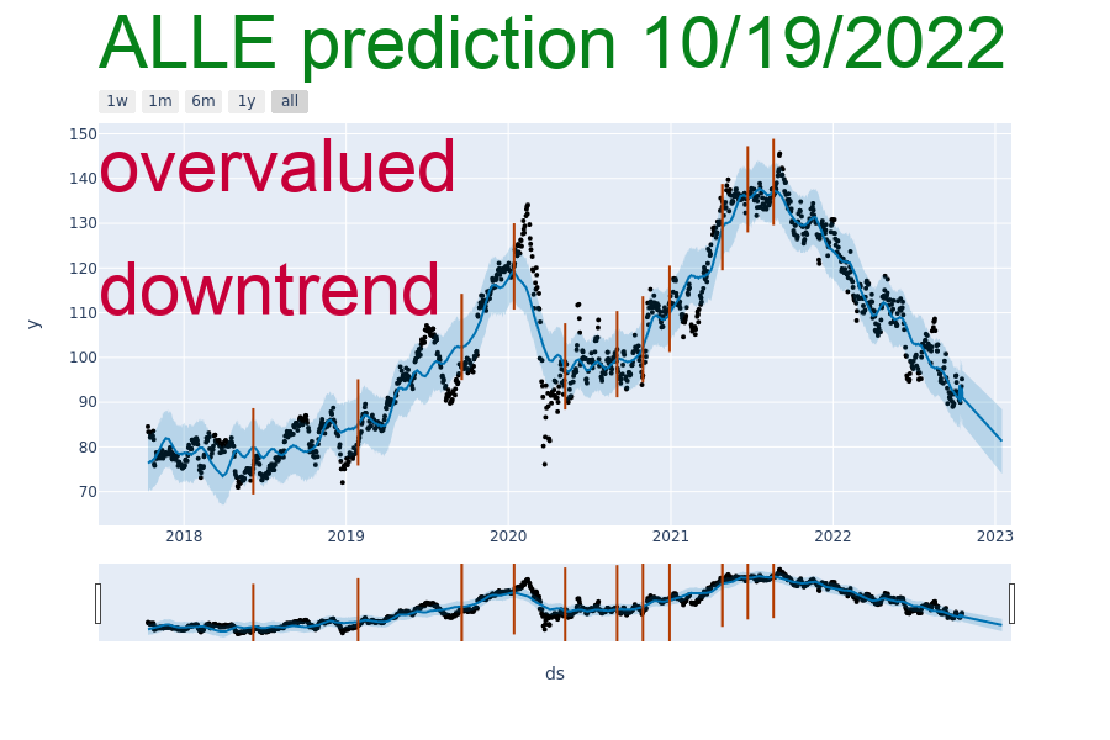 ALLE prediction 10/19/2022
1w 1m 6m 1y all
150
overvalued
140
130
120
downtrend
110
y
100
90
80
70
2018 2019 2020 2021 2022 2023
ds